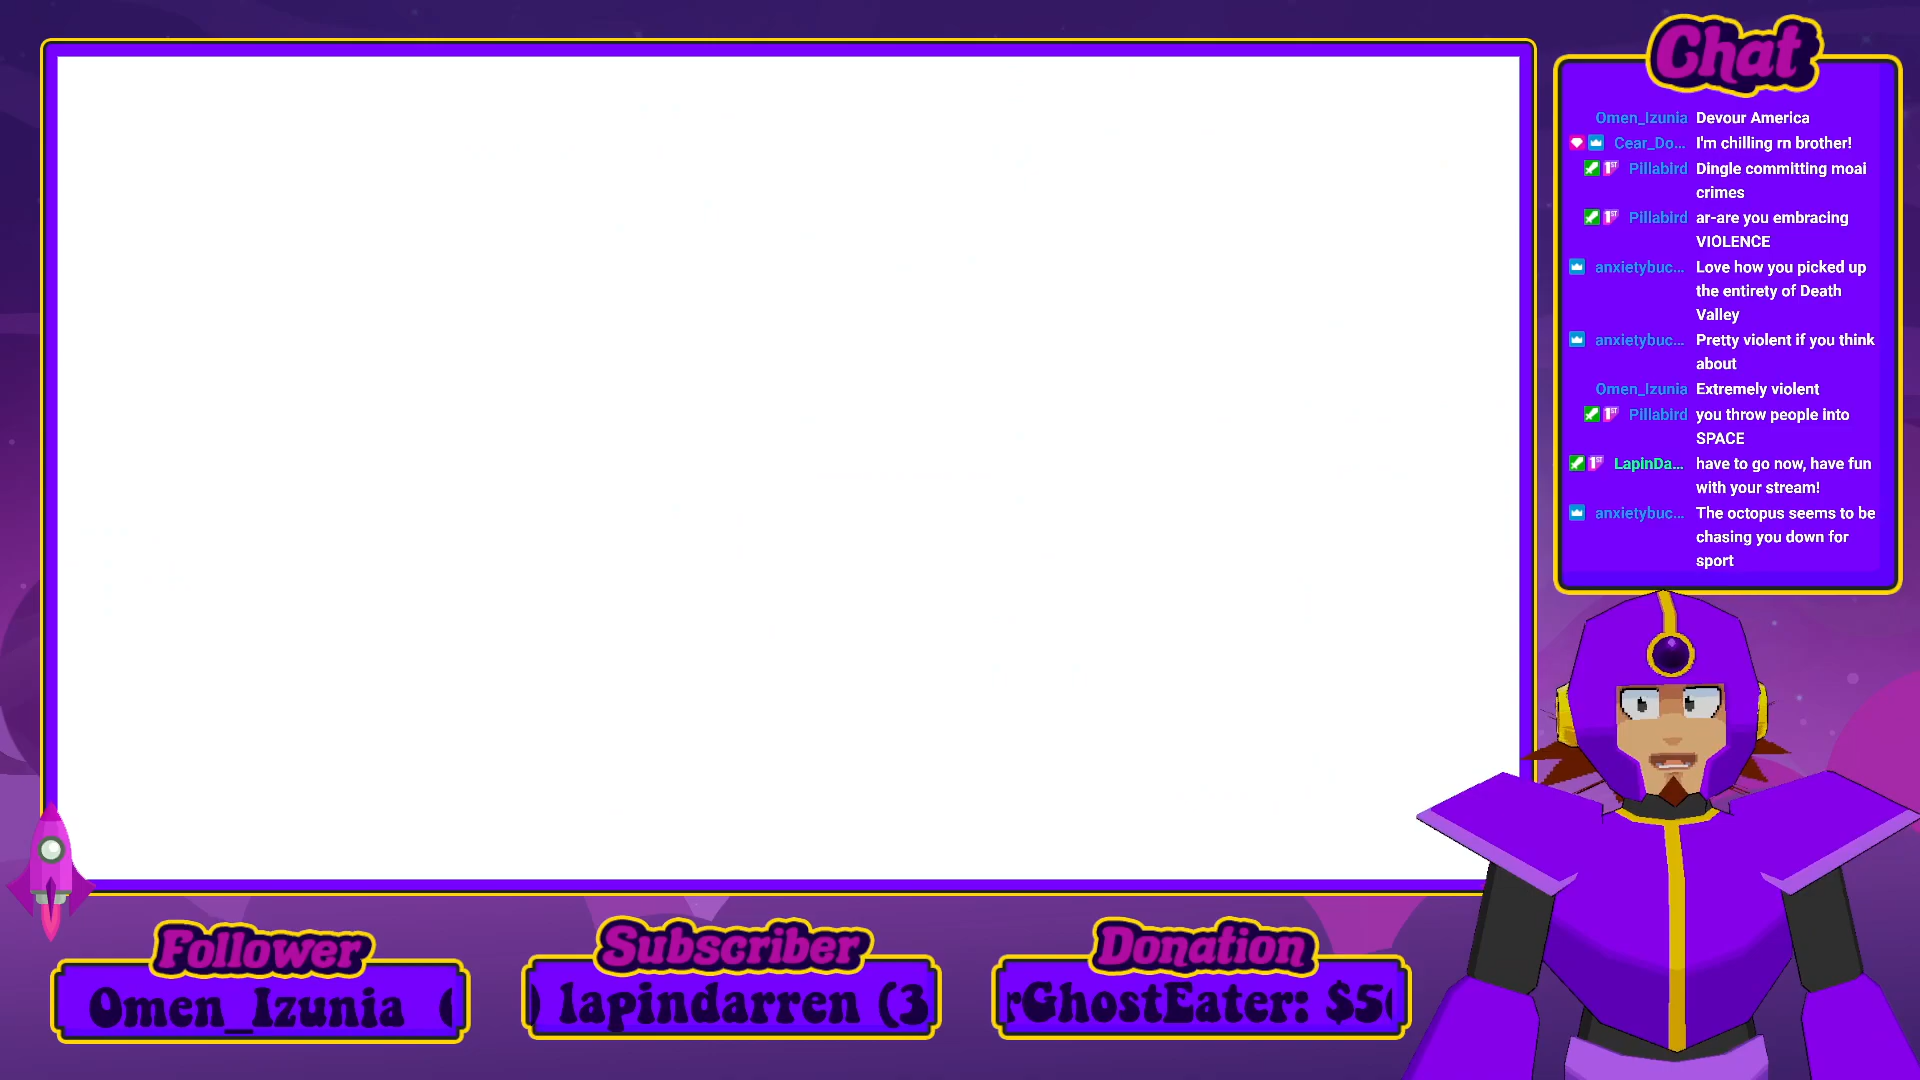 Chat
Omen_Izunia Devour America
Cear_Do... I'm chilling rn brother!
Pillabird Dingle committing moai
crimes
Pillabird ar-are you embracing
VIOLENCE
anxietybuc... Love how you picked up
the entirety of Death
Valley
anxietybuc... Pretty violent if you think
about
Omen_Izunia Extremely violent
Pillabird you throw people into
SPACE
LapinDa... have to go now, have fun
with your stream!
anxietybuc... The octopus seems to be
chasing you down for
sport
Follower
Omen_Izunia (
Subscriber
) lapindarren (3
Donation
rGhostEater: $5